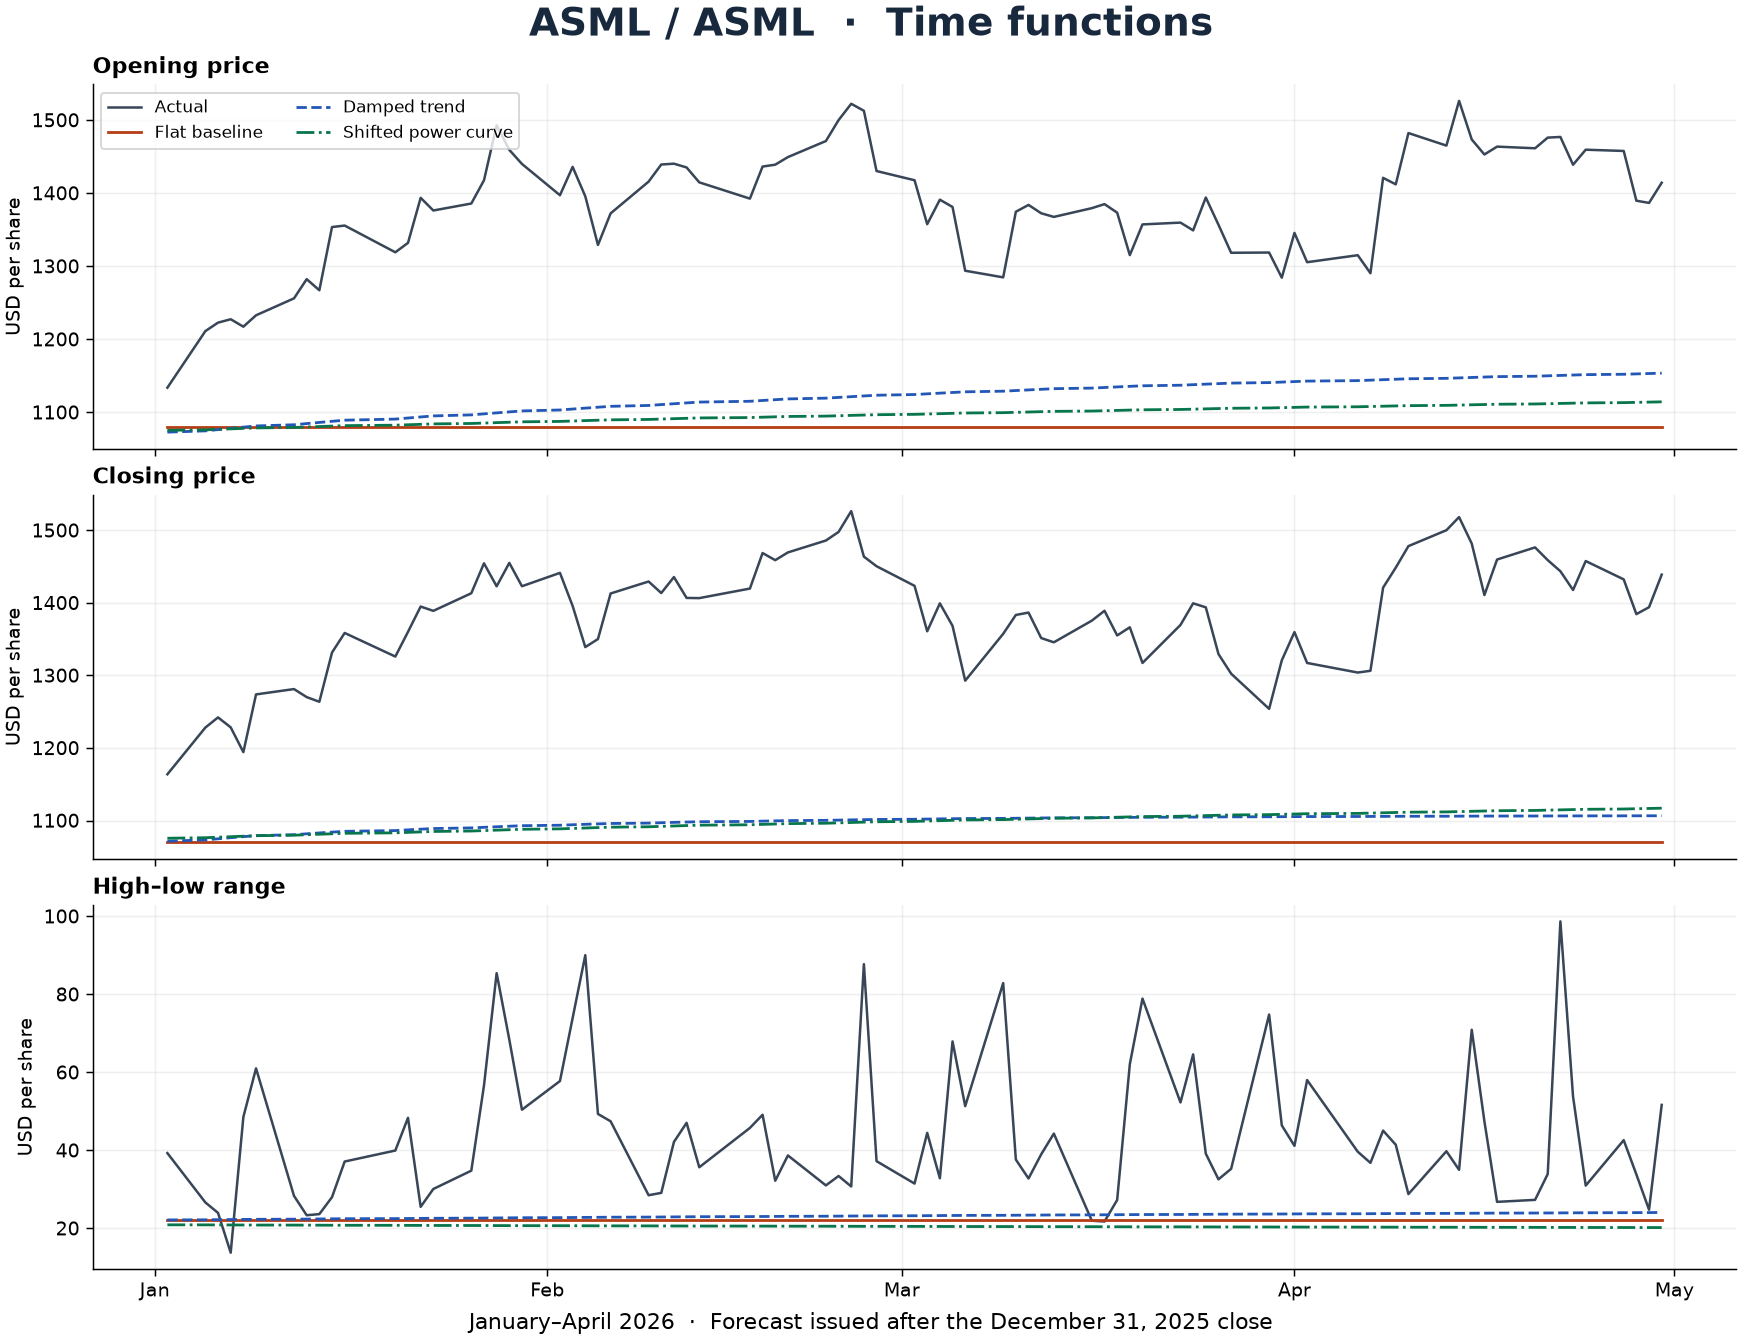 ASML / ASML · Time functions
Opening price
Actual
Flat baseline
Damped trend
Shifted power curve
USD per share
1500
1400
1300
1200
1100
Closing price
USD per share
1500
1400
1300
1200
1100
High–low range
USD per share
100
80
60
40
20
Jan Feb Mar Apr May
January–April 2026 · Forecast issued after the December 31, 2025 close